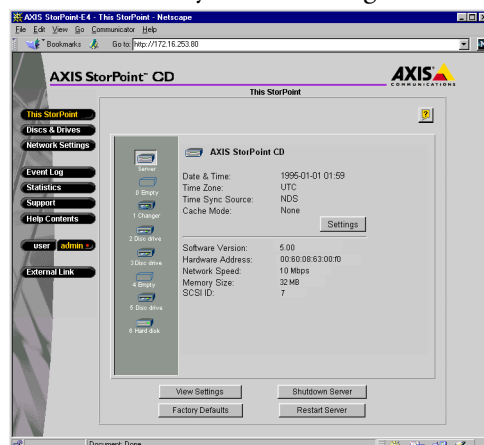 AXIS StorPoint-E4 - This StorPoint - Netscape
File Edit View Go Communicator Help
Bookmarks Go to: http://172.16.253.80
AXIS StorPoint™ CD
AXIS
COMMUNICATIONS
This StorPoint
This StorPoint
Discs & Drives
Network Settings
Event Log
Statistics
Support
Help Contents
user admin
External Link
Server
0 Empty
1 Changer
2 Disc drive
3 Disc drive
4 Empty
5 Disc drive
6 Hard disk
?
AXIS StorPoint CD
Date & Time: 1995-01-01 01:59
Time Zone: UTC
Time Sync Source: NDS
Cache Mode: None
Settings
Software Version: 5.00
Hardware Address: 00:60:08:63:00:f0
Network Speed: 10 Mbps
Memory Size: 32 MB
SCSI ID: 7
View Settings Shutdown Server
Factory Defaults Restart Server
Document: Done